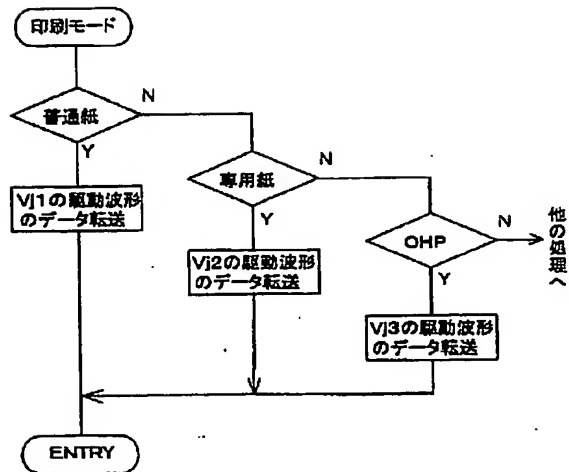 印刷モード
普通紙
N
Y
Vj1の駆動波形
のデータ転送
専用紙
N
Y
Vj2の駆動波形
のデータ転送
OHP
N
Y
他の処理へ
Vj3の駆動波形
のデータ転送
ENTRY